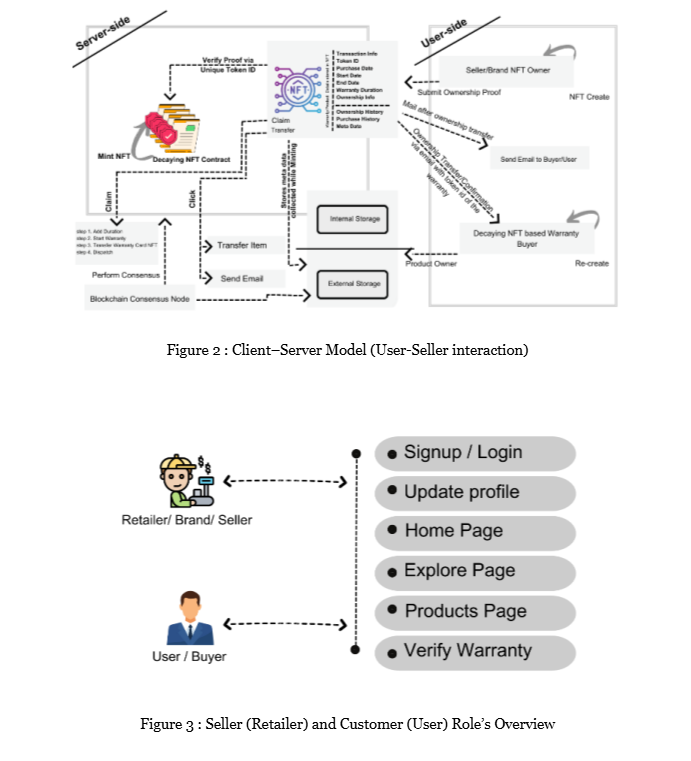 Server-side
User-side
Verify Proof via
Unique Token ID
NFT
Transaction Info
Token ID
Purchase Date
Start Date
End Date
Warranty Duration
Ownership Info
Ownership History
Purchase History
Meta Data
Claim
Transfer
Mint NFT
Decaying NFT Contract
Seller/Brand NFT Owner
Submit Ownership Proof
NFT Create
Mail after ownership transfer
Send Email to Buyer/User
Ownership Transfer/Confirmation
via email with token id of the
warranty
Decaying NFT based Warranty
Buyer
Product Owner
Re-create
Claim
Click
Stores meta data
collected while Minting
step 1. Add Duration
step 2. Start Warranty
step 3. Transfer Warranty Card NFT
step 4. Dispatch
Perform Consensus
Blockchain Consensus Node
Transfer Item
Send Email
Internal Storage
External Storage
Figure 2 : Client–Server Model (User-Seller interaction)
Retailer/ Brand/ Seller
User / Buyer
Signup / Login
Update profile
Home Page
Explore Page
Products Page
Verify Warranty
Figure 3 : Seller (Retailer) and Customer (User) Role's Overview